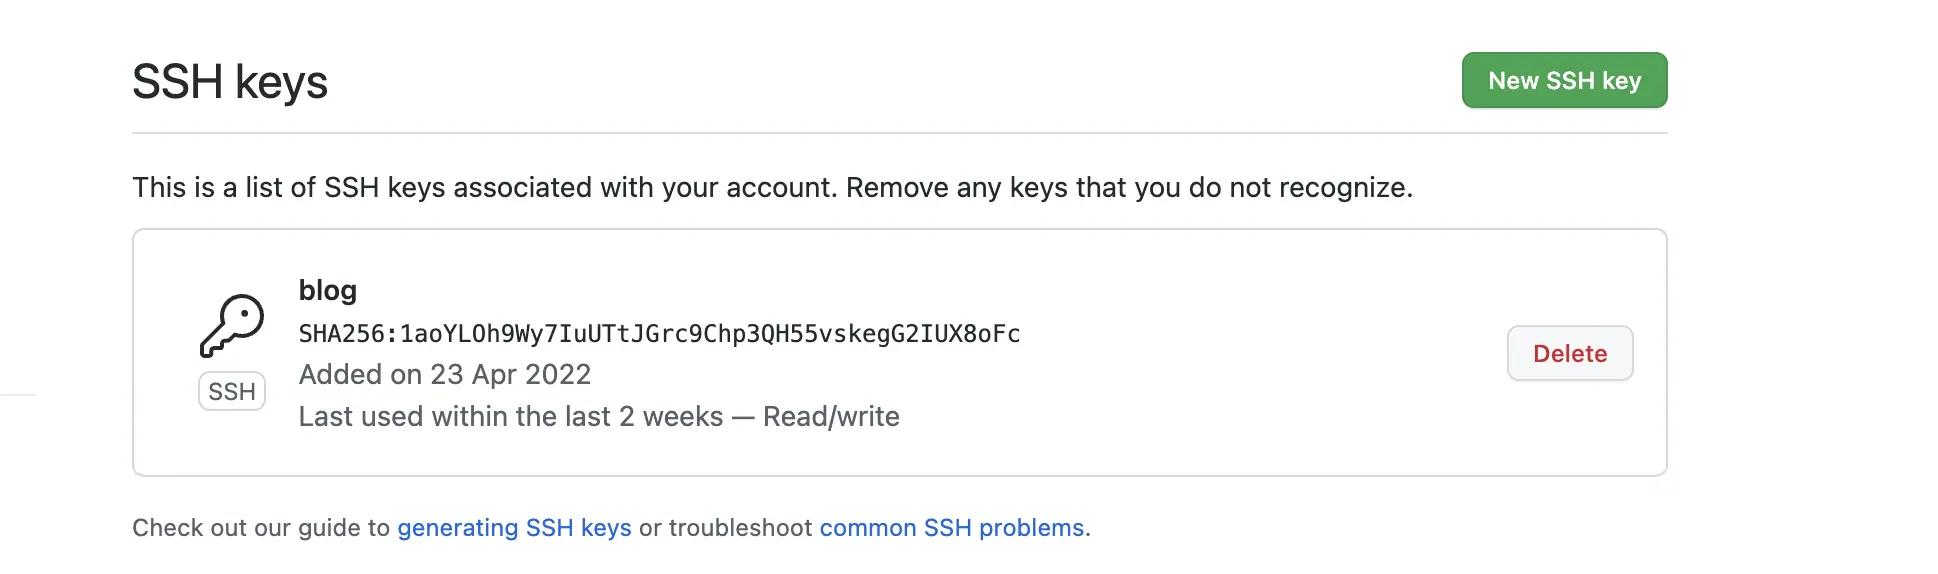 SSH keys
New SSH key
This is a list of SSH keys associated with your account. Remove any keys that you do not recognize.
blog
SHA256:1aoYLOh9Wy7IuUTtJGrc9Chp3QH55vskegG2IUX8oFc
Added on 23 Apr 2022
Last used within the last 2 weeks — Read/write
SSH
Delete
Check out our guide to generating SSH keys or troubleshoot common SSH problems.